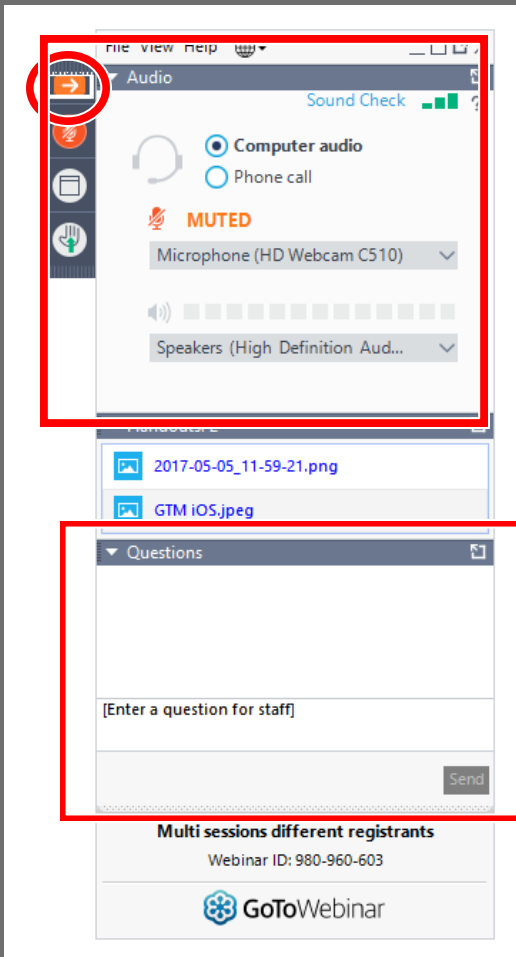 File View Help
Audio
Sound Check
?
Computer audio
Phone call
MUTED
Microphone (HD Webcam C510)
Speakers (High Definition Aud...
2017-05-05_11-59-21.png
GTM iOS.jpeg
Questions
[Enter a question for staff]
Send
Multi sessions different registrants
Webinar ID: 980-960-603
GoToWebinar